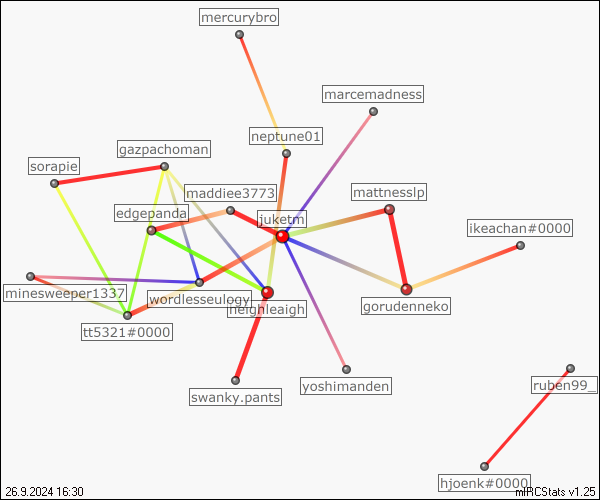 mercurybro
marcemadness
neptune01
gazpachoman
sorapie
maddiee3773
mattnesslp
edgepanda
juketm
ikeachan#0000
minesweeper1337
wordlesseulogy
neighleaigh
gorudenneko
tt5321#0000
yoshimanden
ruben99_
swanky.pants
hjoenk#0000
26.9.2024 16:30
mIRCStats v1.25